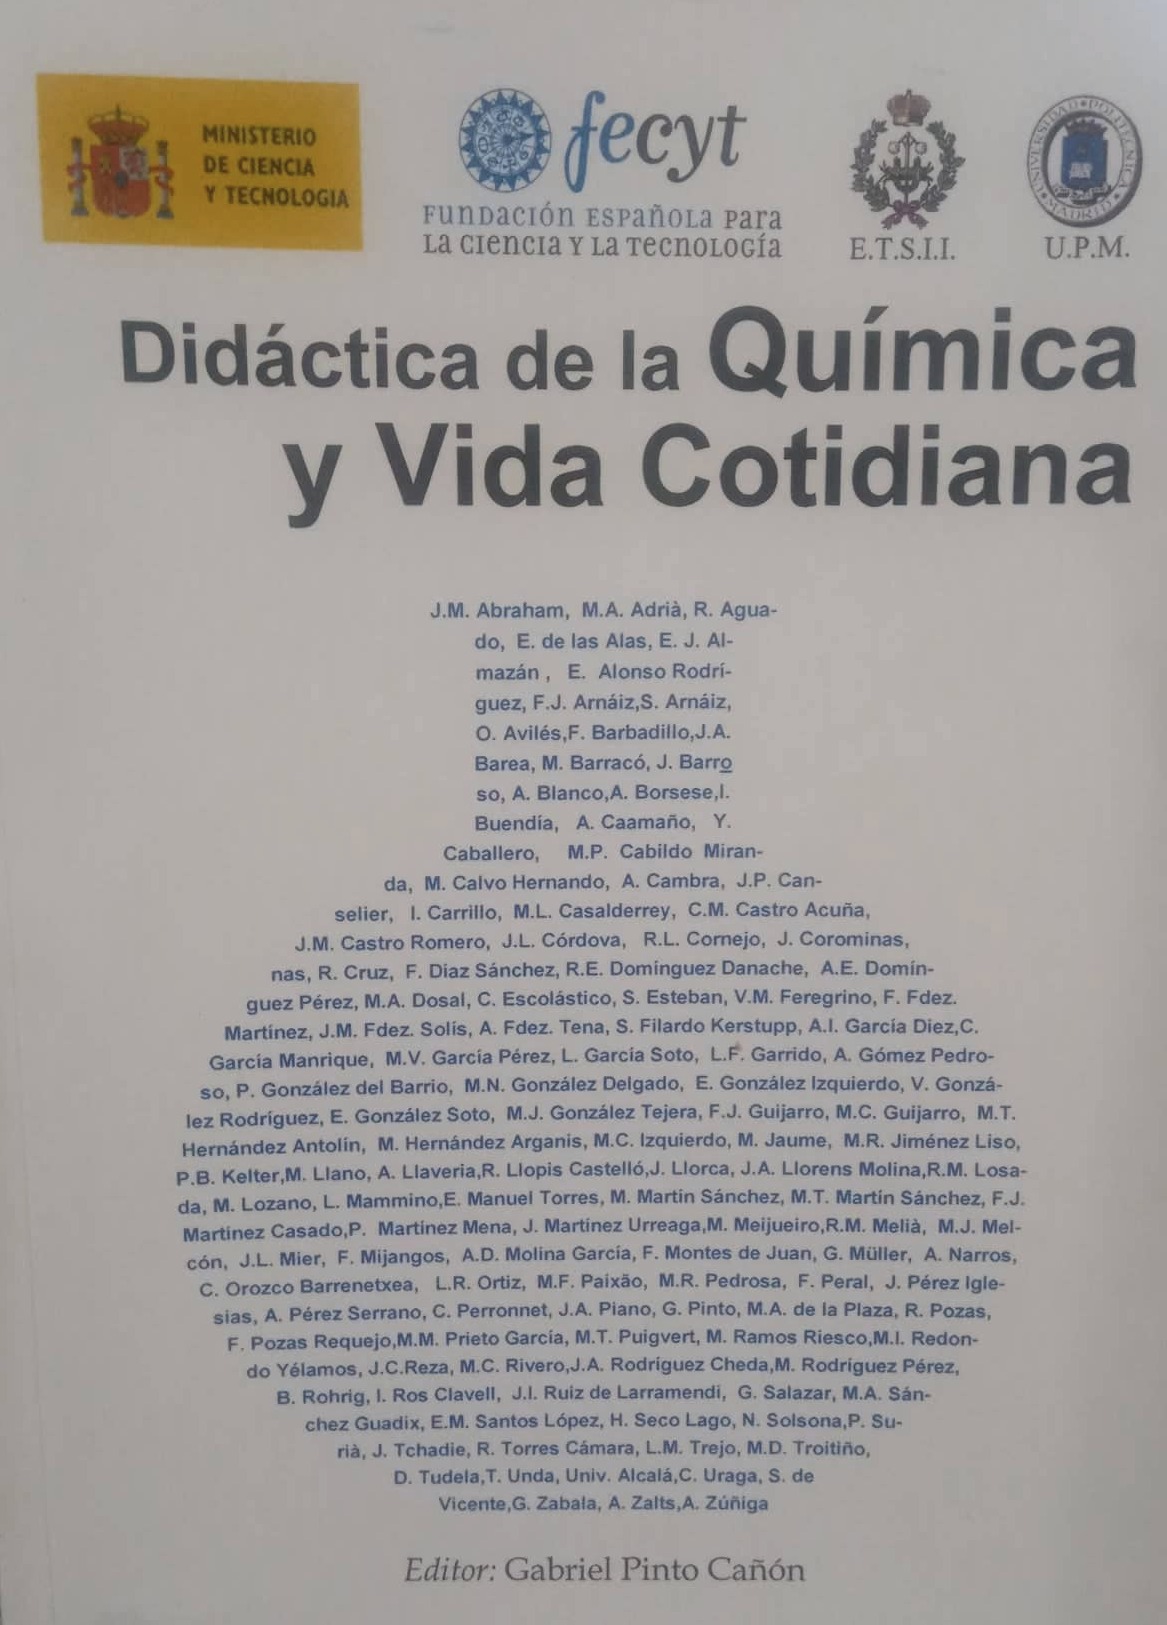 MINISTERIO
DE CIENCIA
Y TECNOLOGIA
fecyt
FUNDACIÓN ESPAÑOLA PARA
LA CIENCIA Y LA TECNOLOGÍA
E.T.S.I.I.
UNIVERSIDAD POLITECNICA MADRID
U.P.M.
Didáctica de la Química
y Vida Cotidiana
J.M. Abraham, M.A. Adrià, R. Agua-
do, E. de las Alas, E. J. Al-
mazán , E. Alonso Rodrí-
guez, F.J. Arnáiz,S. Arnáiz,
O. Avilés,F. Barbadillo,J.A.
Barea, M. Barracó, J. Barro
so, A. Blanco,A. Borsese,I.
Buendía, A. Caamaño, Y.
Caballero, M.P. Cabildo Miran-
da, M. Calvo Hernando, A. Cambra, J.P. Can-
selier, I. Carrillo, M.L. Casalderrey, C.M. Castro Acuña,
J.M. Castro Romero, J.L. Córdova, R.L. Cornejo, J. Corominas,
nas, R. Cruz, F. Díaz Sánchez, R.E. Domínguez Danache, A.E. Domín-
guez Pérez, M.A. Dosal, C. Escolástico, S. Esteban, V.M. Feregrino, F. Fdez.
Martínez, J.M. Fdez. Solís, A. Fdez. Tena, S. Filardo Kerstupp, A.I. García Díez,C.
García Manrique, M.V. García Pérez, L. García Soto, L.F. Garrido, A. Gómez Pedro-
so, P. González del Barrio, M.N. González Delgado, E. González Izquierdo, V. Gonzá-
lez Rodríguez, E. González Soto, M.J. González Tejera, F.J. Guijarro, M.C. Guijarro, M.T.
Hernández Antolín, M. Hernández Arganis, M.C. Izquierdo, M. Jaume, M.R. Jiménez Liso,
P.B. Kelter,M. Llano, A. Llaveria,R. Llopis Castelló,J. Llorca, J.A. Llorens Molina,R.M. Losa-
da, M. Lozano, L. Mammino,E. Manuel Torres, M. Martín Sánchez, M.T. Martín Sánchez, F.J.
Martínez Casado,P. Martínez Mena, J. Martínez Urreaga,M. Meijueiro,R.M. Melià, M.J. Mel-
cón, J.L. Mier, F. Mijangos, A.D. Molina García, F. Montes de Juan, G. Müller, A. Narros,
C. Orozco Barrenetxea, L.R. Ortiz, M.F. Paixão, M.R. Pedrosa, F. Peral, J. Pérez Igle-
sias, A. Pérez Serrano, C. Perronnet, J.A. Piano, G. Pinto, M.A. de la Plaza, R. Pozas,
F. Pozas Requejo,M.M. Prieto García, M.T. Puigvert, M. Ramos Riesco,M.I. Redon-
do Yélamos, J.C.Reza, M.C. Rivero,J.A. Rodríguez Cheda,M. Rodríguez Pérez,
B. Rohrig, I. Ros Clavell, J.I. Ruiz de Larramendi, G. Salazar, M.A. Sán-
chez Guadix, E.M. Santos López, H. Seco Lago, N. Solsona,P. Su-
rià, J. Tchadie, R. Torres Cámara, L.M. Trejo, M.D. Troitiño,
D. Tudela,T. Unda, Univ. Alcalá,C. Uraga, S. de
Vicente,G. Zabala, A. Zalts,A. Zúñiga
Editor: Gabriel Pinto Cañón